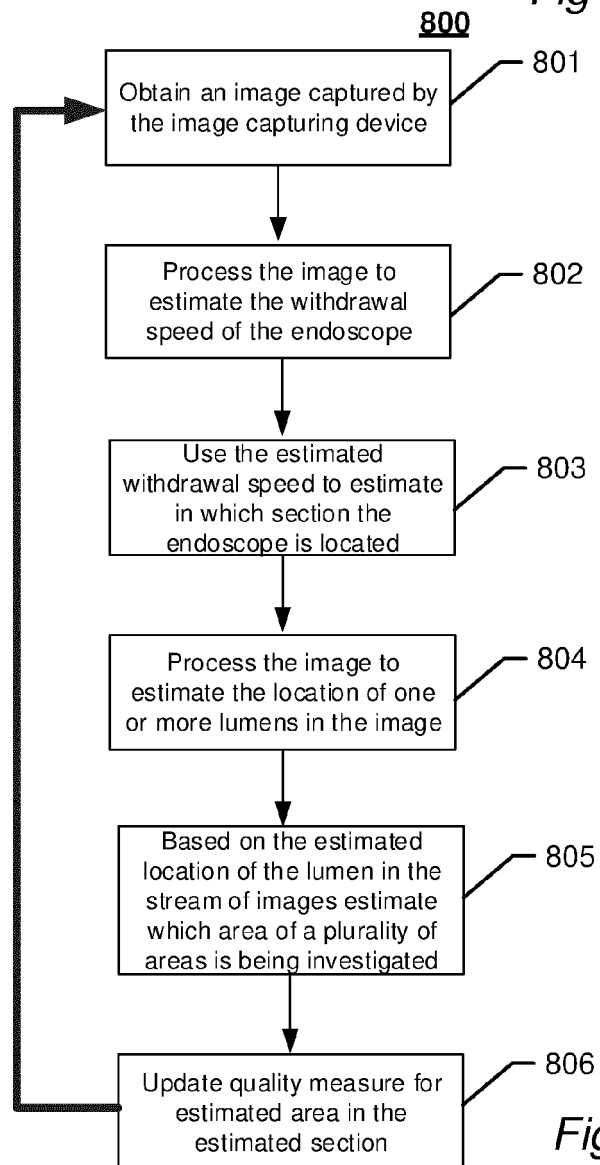 Fig
800
801
Obtain an image captured by
the image capturing device
802
Process the image to
estimate the withdrawal
speed of the endoscope
803
Use the estimated
withdrawal speed to estimate
in which section the
endoscope is located
804
Process the image to
estimate the location of one
or more lumens in the image
805
Based on the estimated
location of the lumen in the
stream of images estimate
which area of a plurality of
areas is being investigated
806
Update quality measure for
estimated area in the
estimated section
Fig